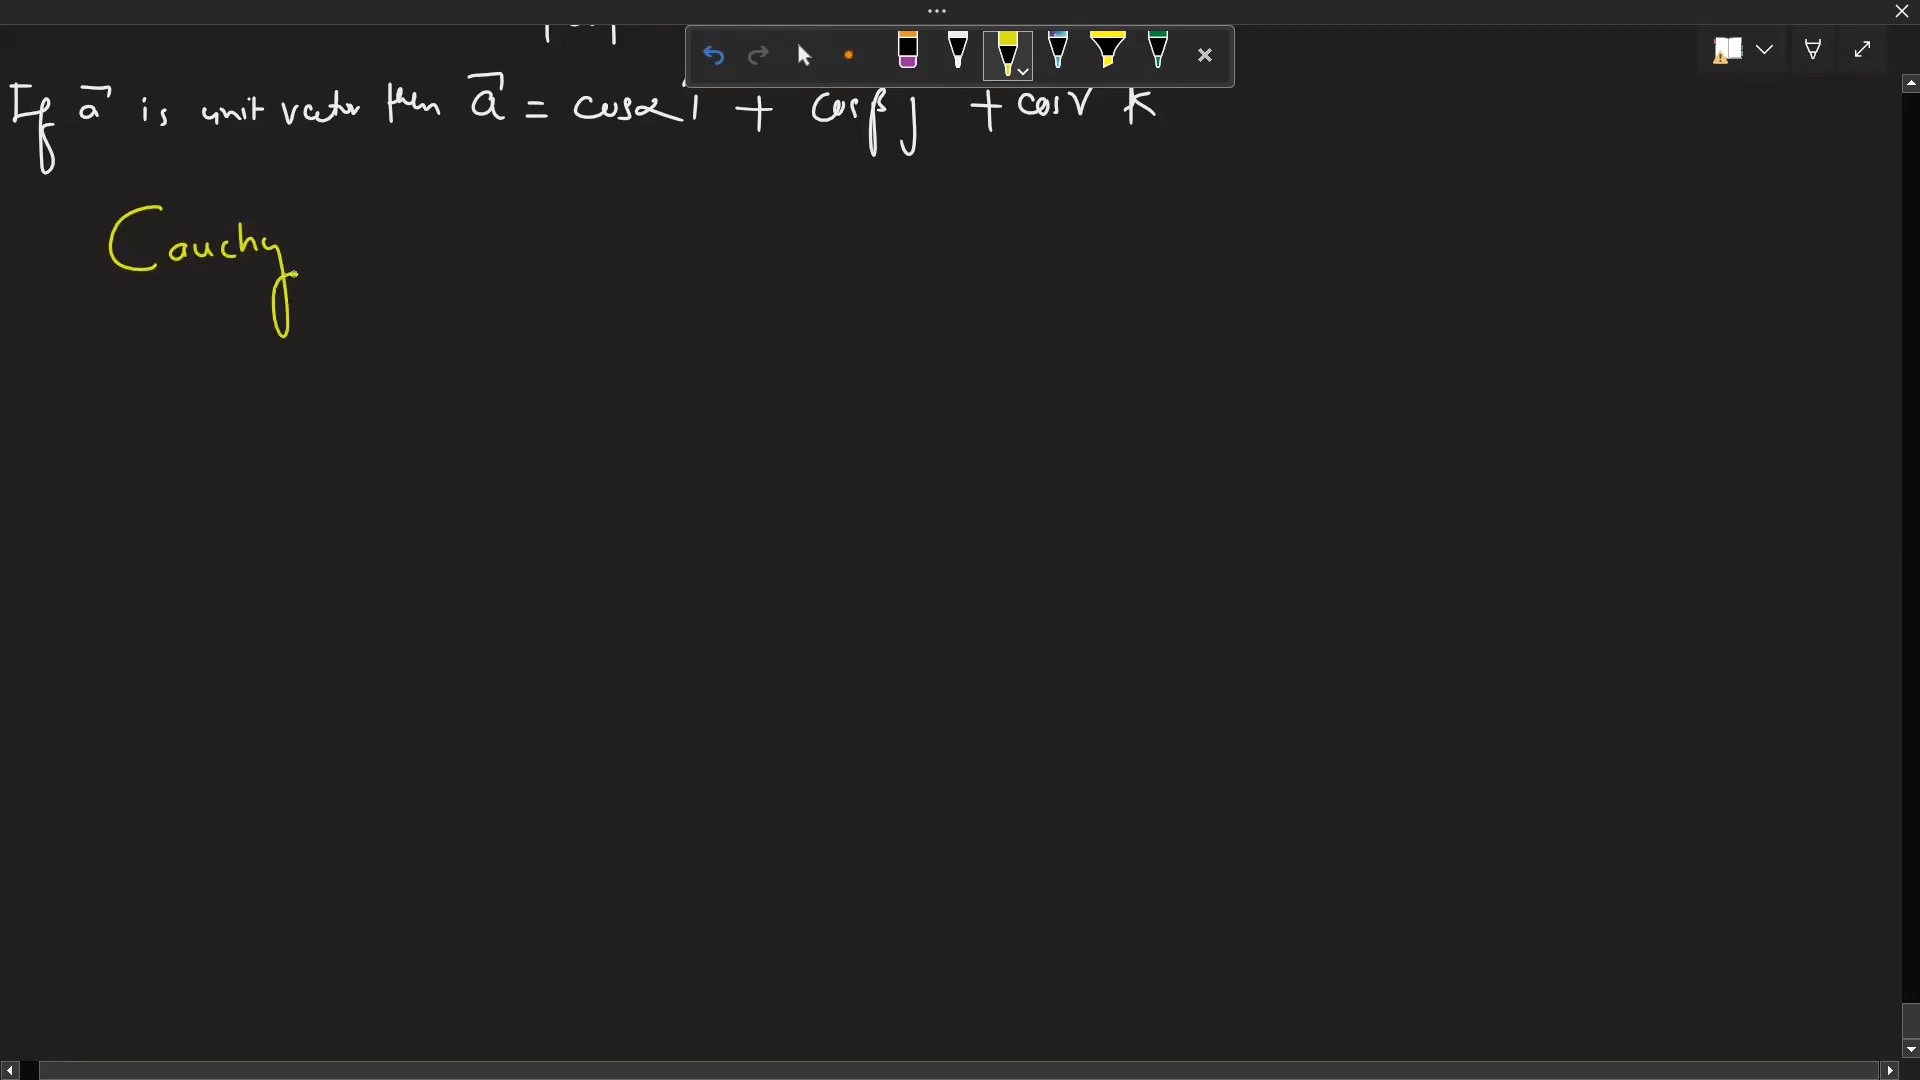 If a⃗ is unit vector then a⃗ = cosα i + cosβ j + cosγ k
Cauchy